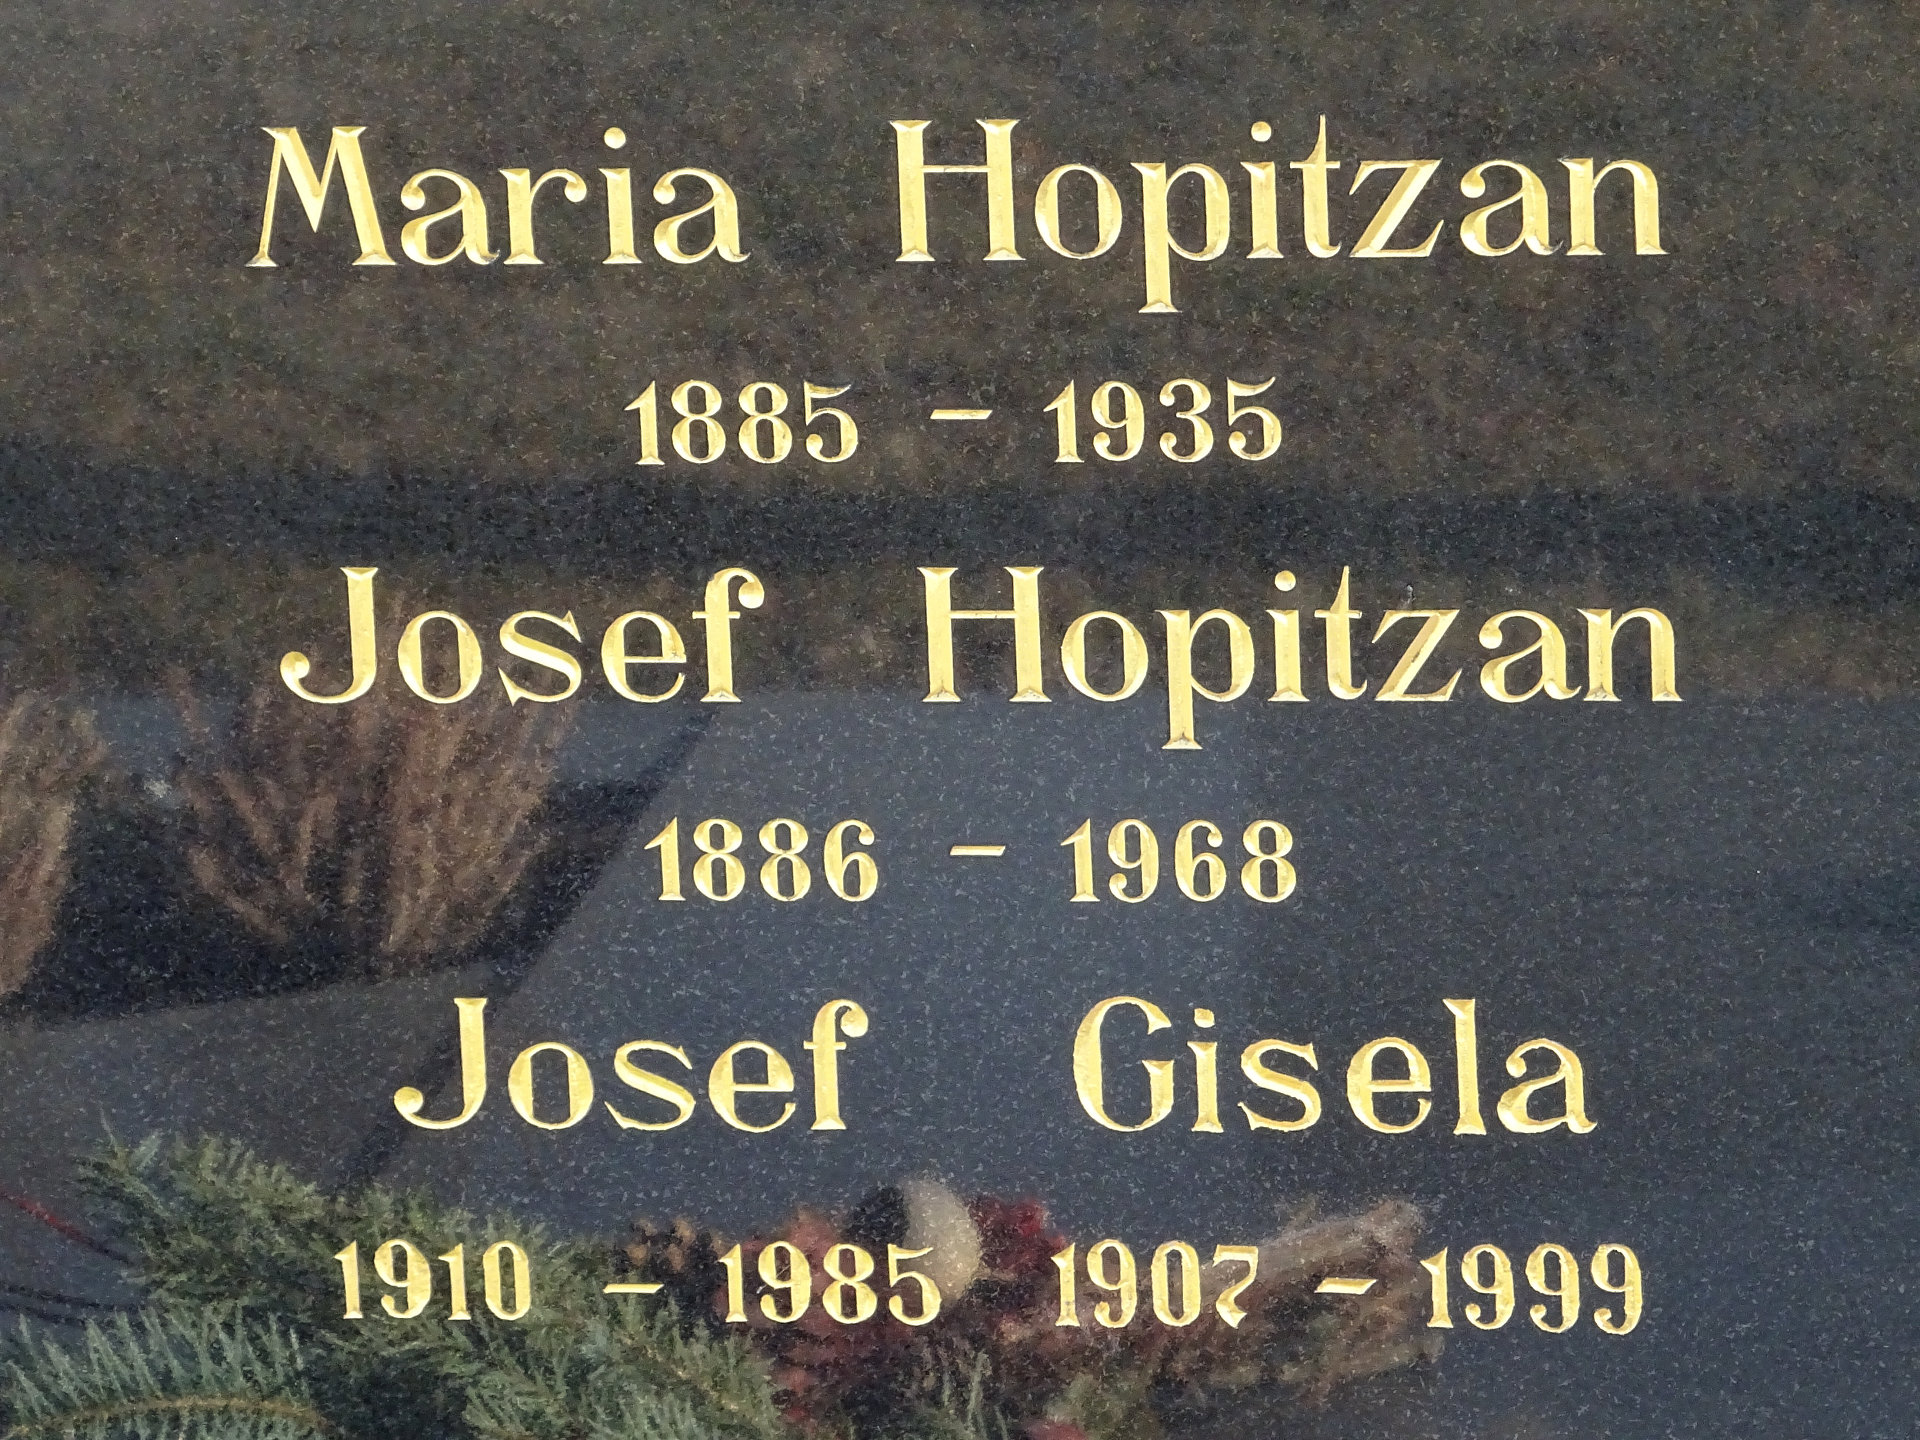 Maria Hopitzan
1885 - 1935
Josef Hopitzan
1886 - 1968
Josef Gisela
1910 - 1985 1907 - 1999